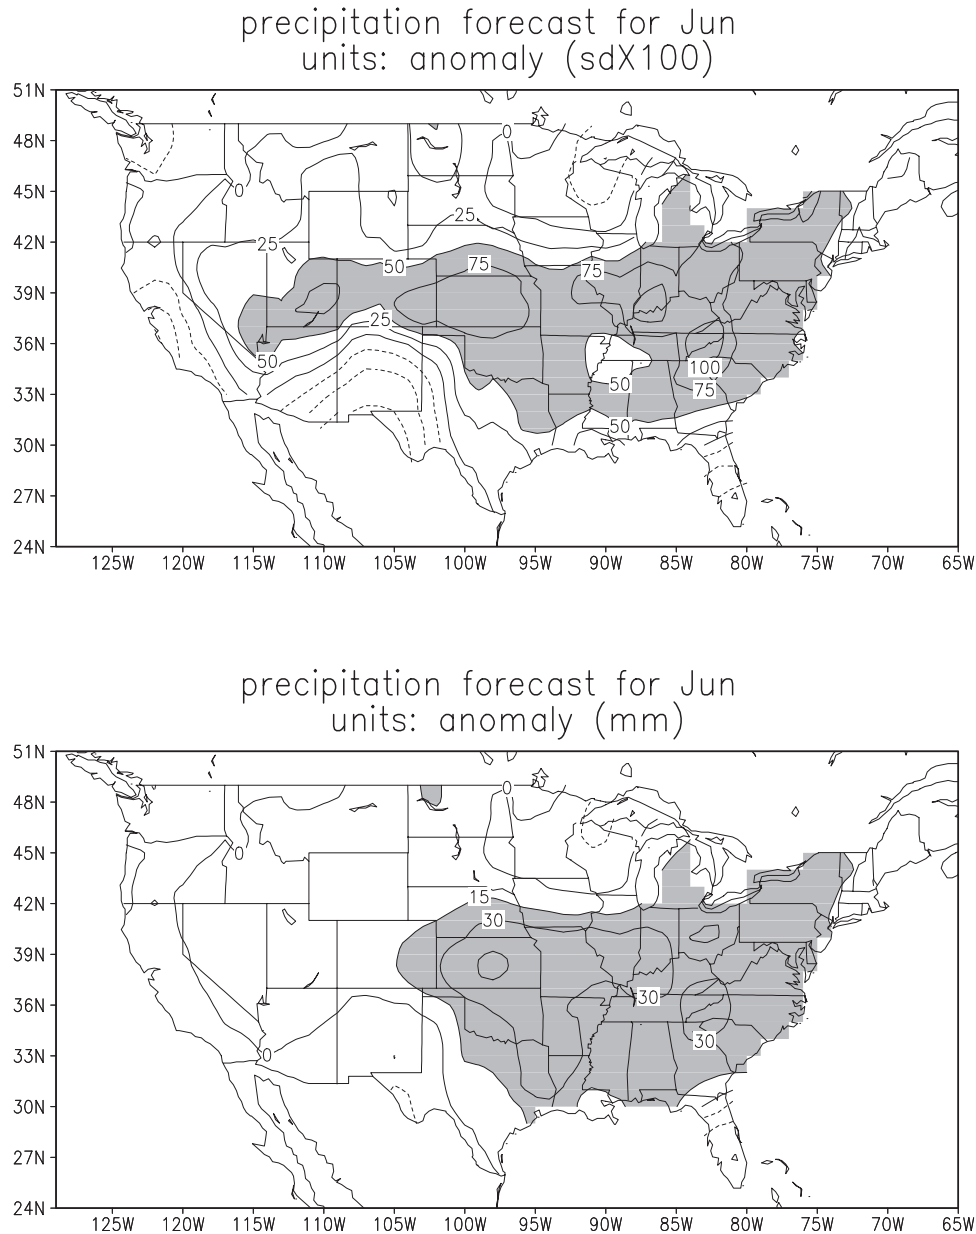 precipitation forecast for Jun
units: anomaly (sdX100)
51N
48N
0
45N
0
25
42N
25
50
75
75
39N
25
36N
50
100
50
75
33N
50
30N
27N
24N
125W 120W 115W 110W 105W 100W 95W 90W 85W 80W 75W 70W 65W
precipitation forecast for Jun
units: anomaly (mm)
51N
0
48N
45N
0
15
42N
30
39N
30
36N
30
33N
0
30N
27N
24N
125W 120W 115W 110W 105W 100W 95W 90W 85W 80W 75W 70W 65W